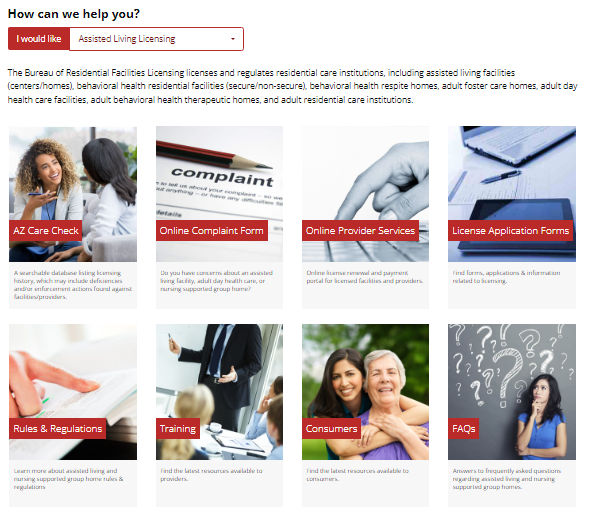 How can we help you?
I would like
Assisted Living Licensing
The Bureau of Residential Facilities Licensing licenses and regulates residential care institutions, including assisted living facilities
(centers/homes), behavioral health residential facilities (secure/non-secure), behavioral health respite homes, adult foster care homes, adult day
health care facilities, adult behavioral health therapeutic homes, and adult residential care institutions.
AZ Care Check
A searchable database listing licensing
history, which may include deficiencies
and/or enforcement actions found against
facilities/providers.
complaint
details
Online Complaint Form
Do you have concerns about an assisted
living facility, adult day health care, or
nursing supported group home?
Online Provider Services
Online license renewal and payment
portal for licensed facilities and providers.
License Application Forms
Find forms, applications & information
related to licensing.
Rules & Regulations
Learn more about assisted living and
nursing supported group home rules &
regulations
Training
Find the latest resources available to
providers.
Consumers
Find the latest resources available to
consumers.
FAQs
Answers to frequently asked questions
regarding assisted living and nursing
supported group homes.